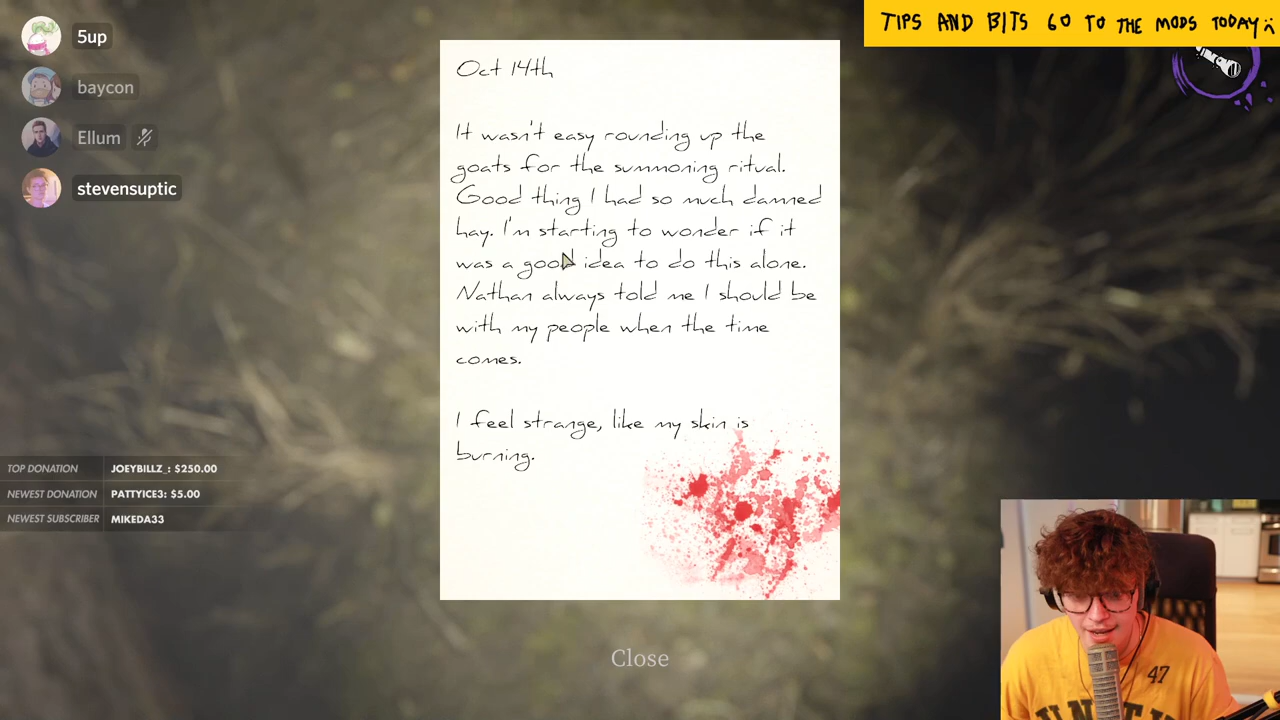 TIPS AND BITS GO TO THE MODS TODAY
5up
baycon
Ellum
stevensuptic
Oct 14th
It wasn't easy rounding up the
goats for the summoning ritual.
Good thing I had so much damned
hay. I'm starting to wonder if it
was a good idea to do this alone.
Nathan always told me I should be
with my people when the time
comes.
I feel strange, like my skin is
burning.
TOP DONATION JOEYBILLZ_: $250.00
NEWEST DONATION PATTYICE3: $5.00
NEWEST SUBSCRIBER MIKEDA33
Close
47